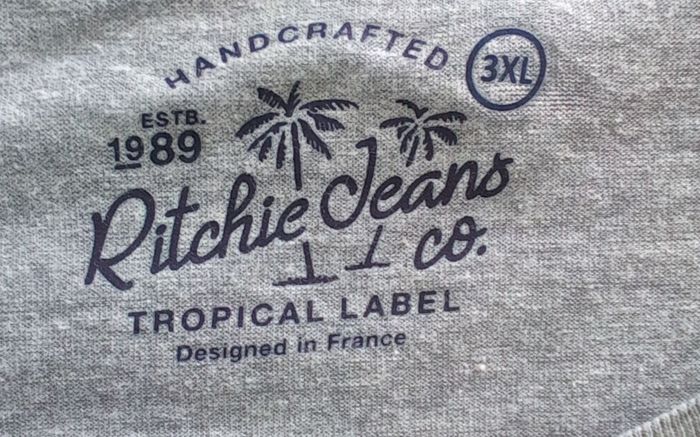 HANDCRAFTED
3XL
ESTB.
1989
Ritchie Jeans
co.
TROPICAL LABEL
Designed in France